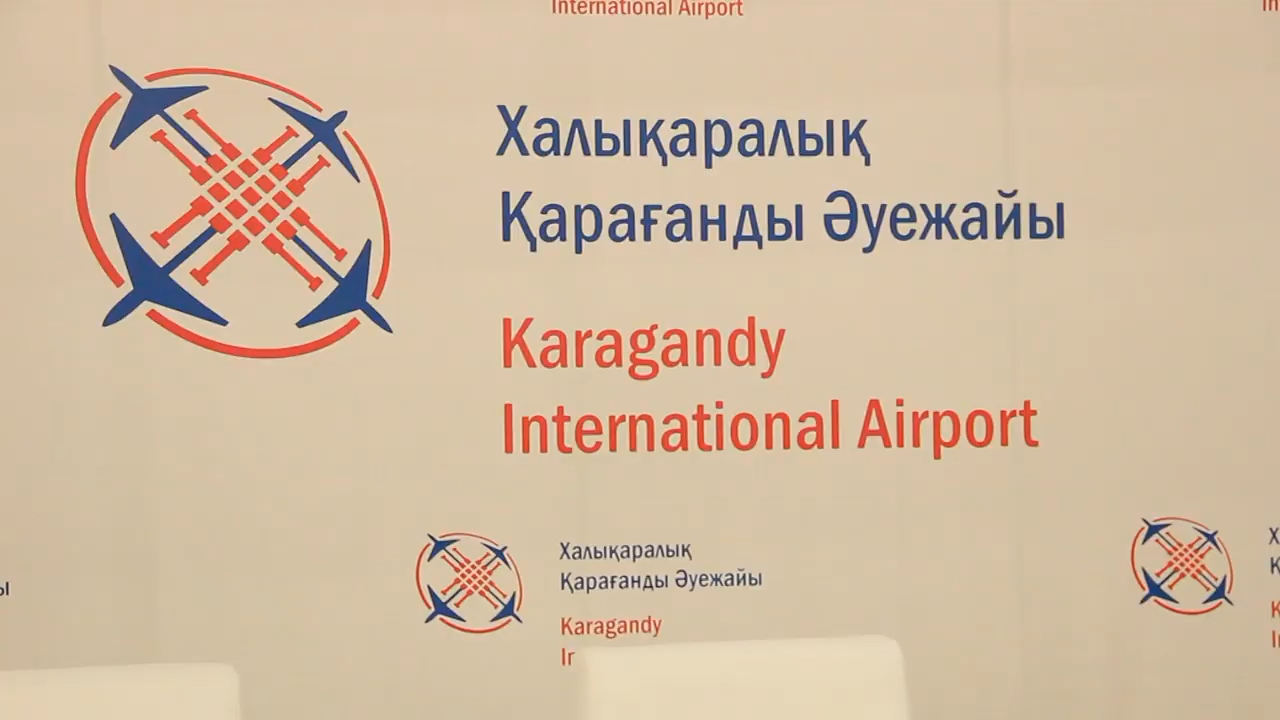 International Airport
Халықаралық
Қарағанды Әуежайы
Karagandy
International Airport
Халықаралық
Қарағанды Әуежайы
Karagandy